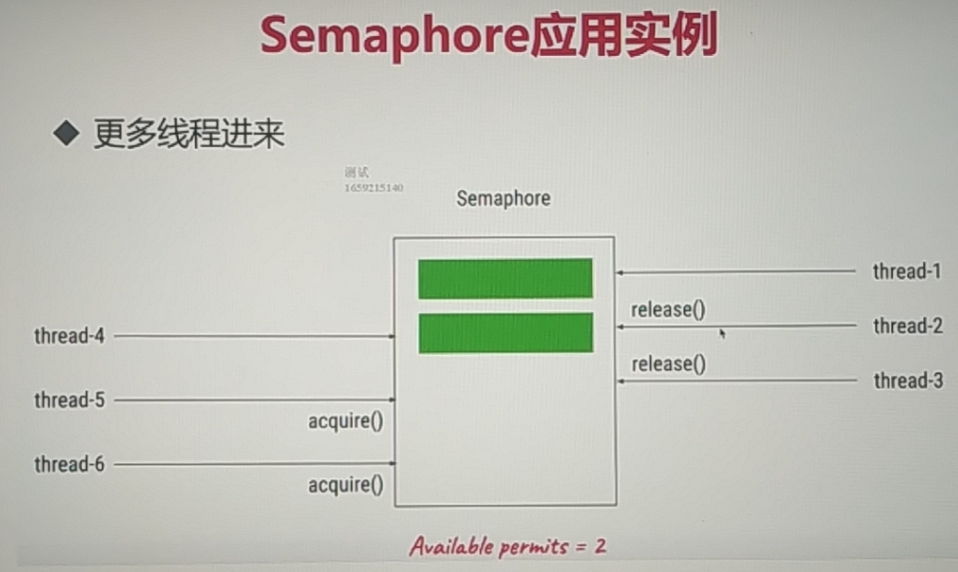 Semaphore应用实例
◆ 更多线程进来
测试
1659215140
Semaphore
thread-1
release()
thread-2
release()
thread-3
thread-4
thread-5
acquire()
thread-6
acquire()
Available permits = 2